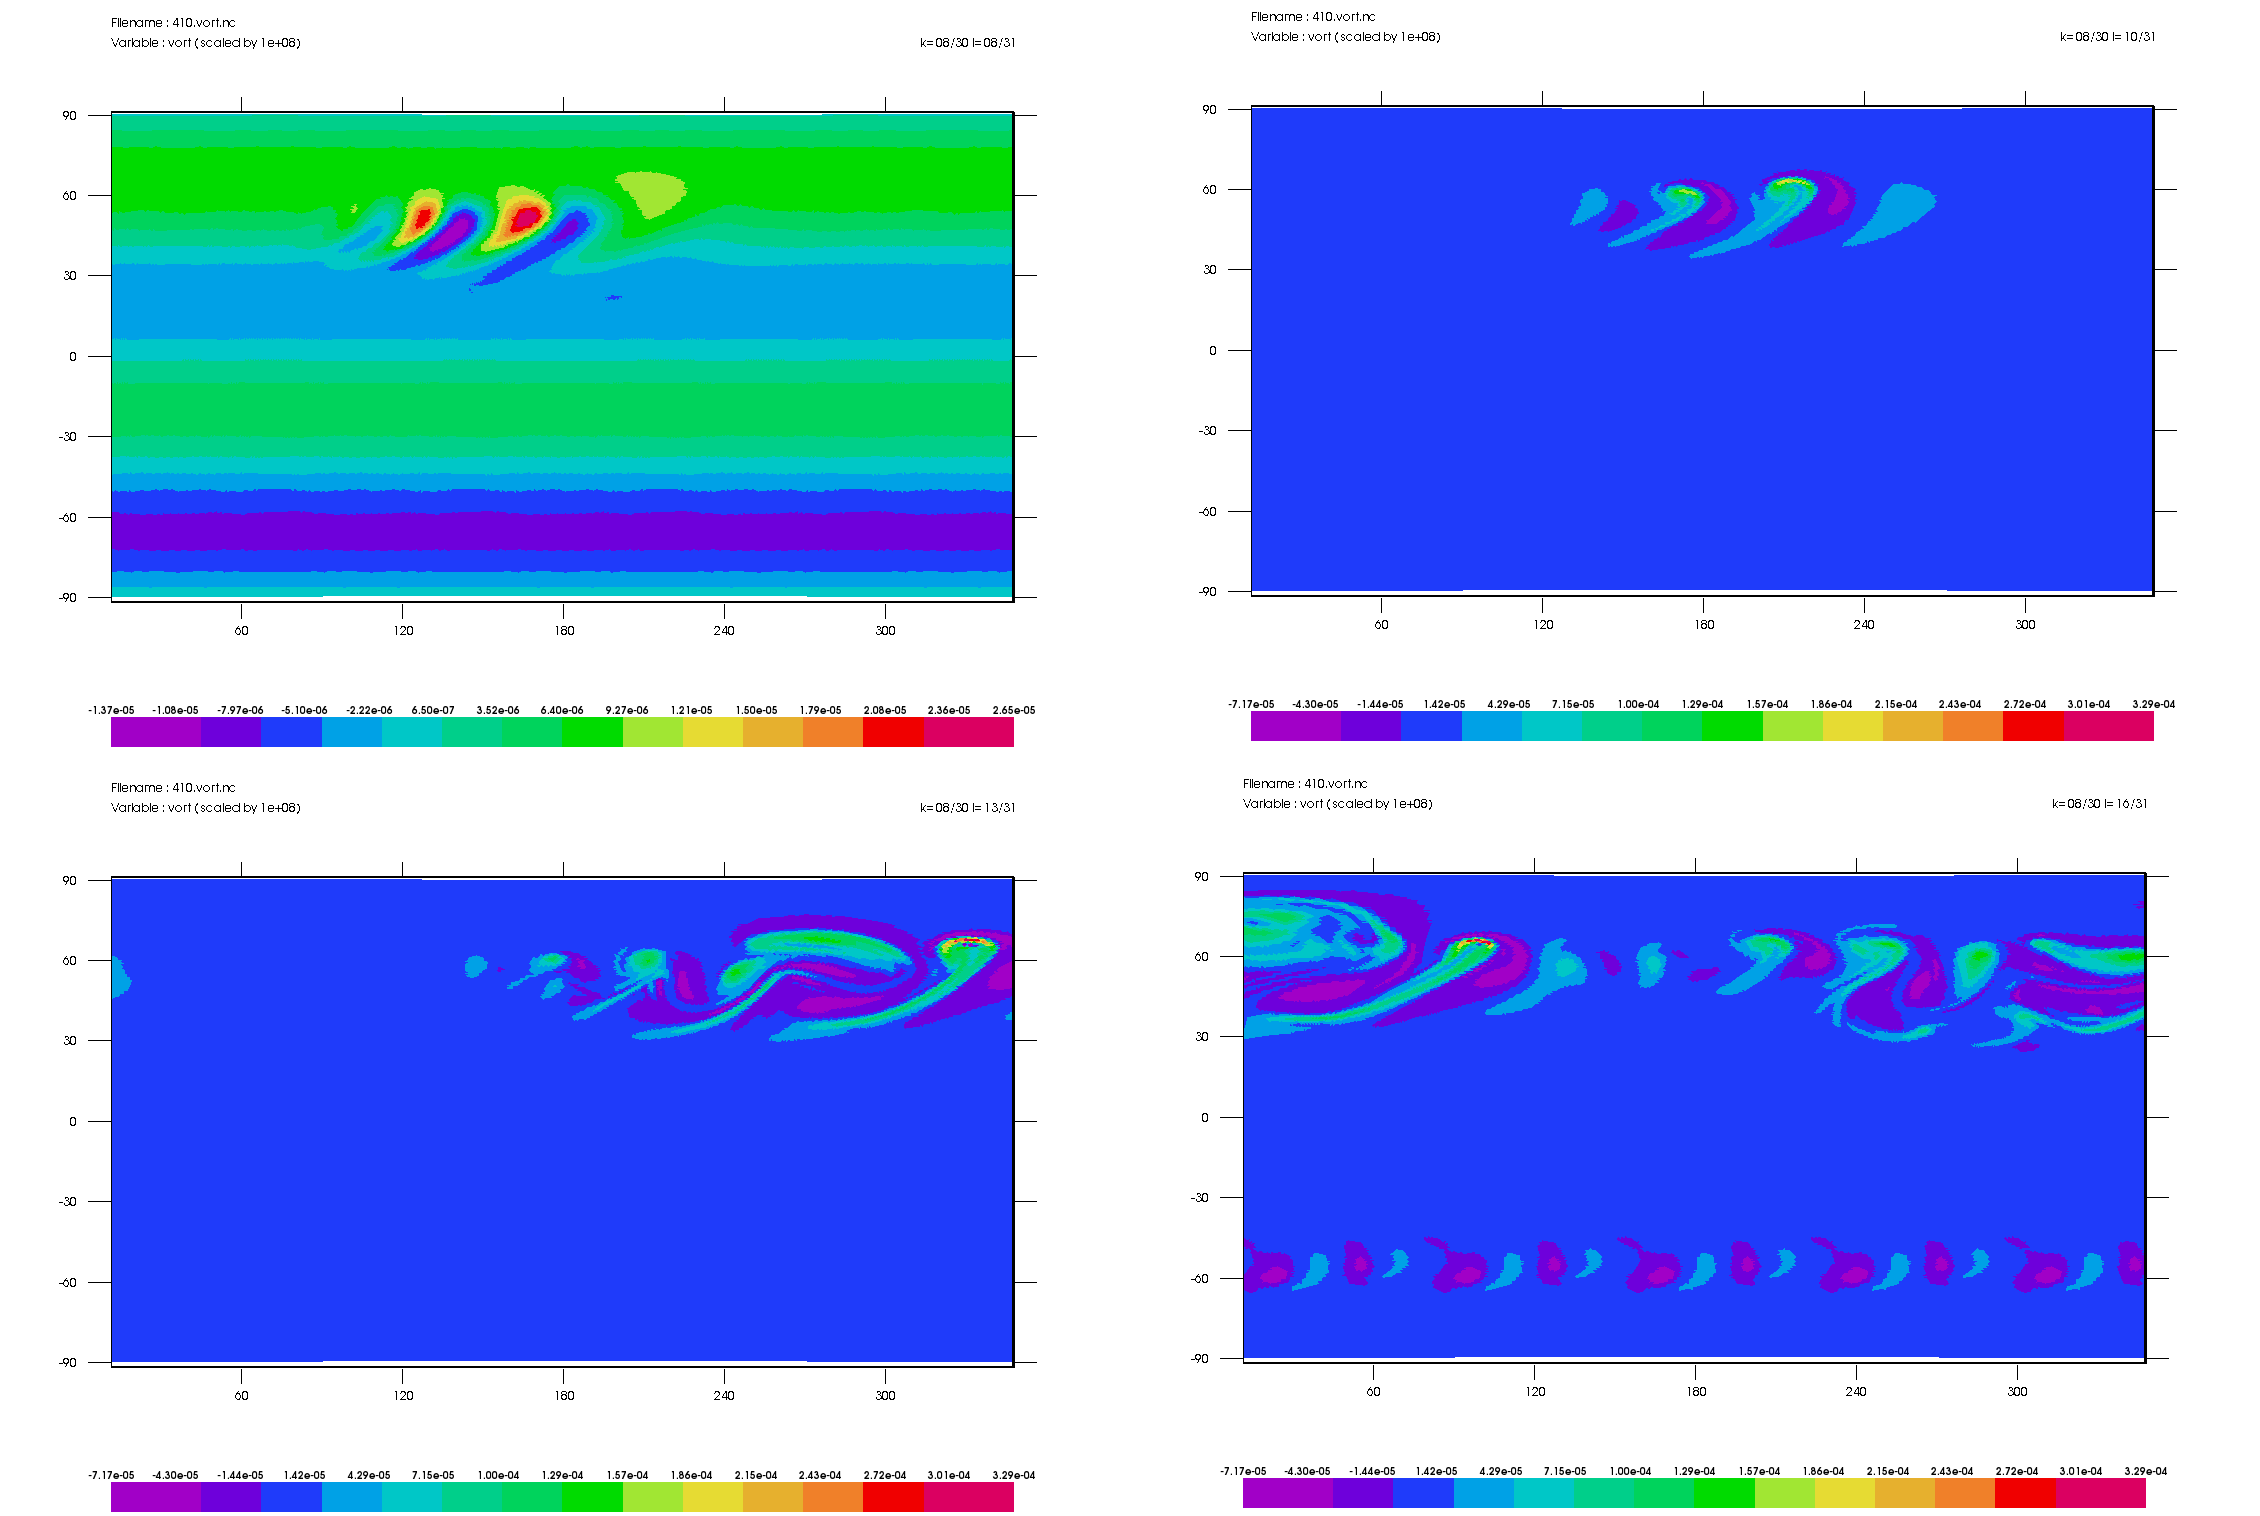 Filename : 410.vort.nc
Variable : vort (scaled by 1e+08)
k= 08/30 l= 08/31
90
60
30
0
-30
-60
-90
60 120 180 240 300
-1.37e-05 -1.08e-05 -7.97e-06 -5.10e-06 -2.22e-06 6.50e-07 3.52e-06 6.40e-06 9.27e-06 1.21e-05 1.50e-05 1.79e-05 2.08e-05 2.36e-05 2.65e-05
Filename : 410.vort.nc
Variable : vort (scaled by 1e+08)
k= 08/30 l= 10/31
90
60
30
0
-30
-60
-90
60 120 180 240 300
-7.17e-05 -4.30e-05 -1.44e-05 1.42e-05 4.29e-05 7.15e-05 1.00e-04 1.29e-04 1.57e-04 1.86e-04 2.15e-04 2.43e-04 2.72e-04 3.01e-04 3.29e-04
Filename : 410.vort.nc
Variable : vort (scaled by 1e+08)
k= 08/30 l= 13/31
90
60
30
0
-30
-60
-90
60 120 180 240 300
-7.17e-05 -4.30e-05 -1.44e-05 1.42e-05 4.29e-05 7.15e-05 1.00e-04 1.29e-04 1.57e-04 1.86e-04 2.15e-04 2.43e-04 2.72e-04 3.01e-04 3.29e-04
Filename : 410.vort.nc
Variable : vort (scaled by 1e+08)
k= 08/30 l= 16/31
90
60
30
0
-30
-60
-90
60 120 180 240 300
-7.17e-05 -4.30e-05 -1.44e-05 1.42e-05 4.29e-05 7.15e-05 1.00e-04 1.29e-04 1.57e-04 1.86e-04 2.15e-04 2.43e-04 2.72e-04 3.01e-04 3.29e-04